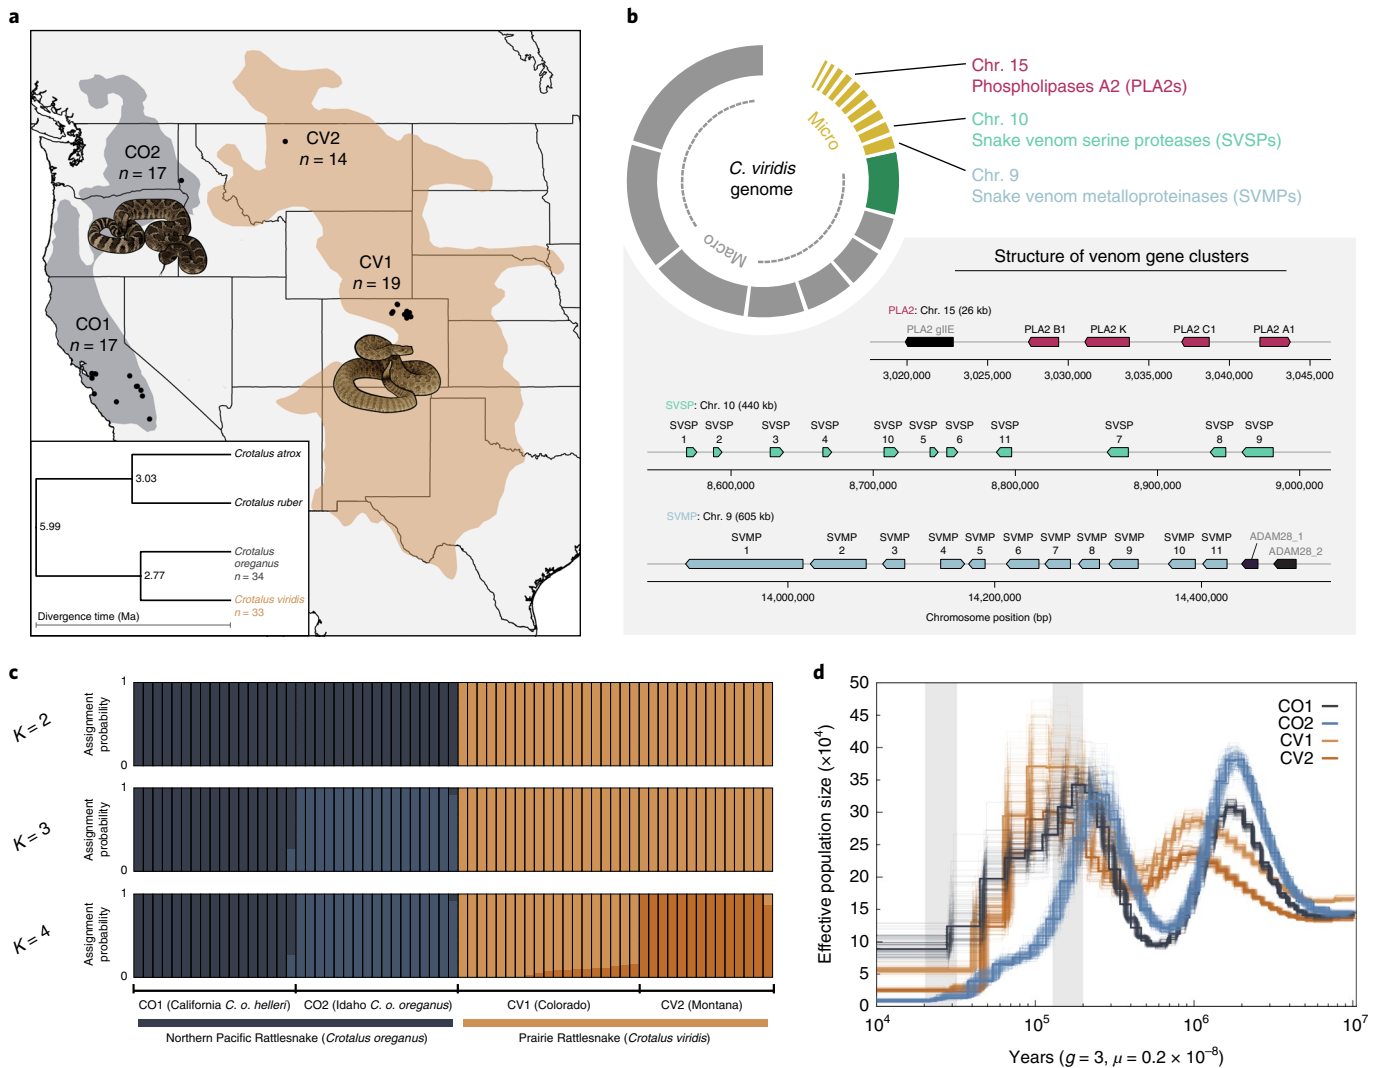 a
CO2
n = 17
CV2
n = 14
CV1
n = 19
CO1
n = 17
Crotalus atrox
3.03
Crotalus ruber
5.99
Crotalus
oreganus
n = 34
2.77
Crotalus viridis
n = 33
Divergence time (Ma)
b
Chr. 15
Phospholipases A2 (PLA2s)
Chr. 10
Snake venom serine proteases (SVSPs)
Chr. 9
Snake venom metalloproteinases (SVMPs)
Micro
C. viridis
genome
Macro
Structure of venom gene clusters
PLA2: Chr. 15 (26 kb)
PLA2 gIIE PLA2 B1 PLA2 K PLA2 C1 PLA2 A1
3,020,000 3,025,000 3,030,000 3,035,000 3,040,000 3,045,000
SVSP: Chr. 10 (440 kb)
SVSP SVSP SVSP SVSP SVSP SVSP SVSP SVSP SVSP SVSP SVSP
1 2 3 4 10 5 6 11 7 8 9
8,600,000 8,700,000 8,800,000 8,900,000 9,000,000
SVMP: Chr. 9 (605 kb)
ADAM28_1
SVMP SVMP SVMP SVMP SVMP SVMP SVMP SVMP SVMP SVMP SVMP
1 2 3 4 5 6 7 8 9 10 11 ADAM28_2
14,000,000 14,200,000 14,400,000
Chromosome position (bp)
c
K = 2
Assignment
probability
1
0
K = 3
Assignment
probability
1
0
K = 4
Assignment
probability
1
0
CO1 (California C. o. helleri) CO2 (Idaho C. o. oreganus) CV1 (Colorado) CV2 (Montana)
Northern Pacific Rattlesnake (Crotalus oreganus) Prairie Rattlesnake (Crotalus viridis)
d
Effective population size (×10⁴)
50
45
40
35
30
25
20
15
10
5
0
CO1
CO2
CV1
CV2
10⁴ 10⁵ 10⁶ 10⁷
Years (g = 3, μ = 0.2 × 10⁻⁸)